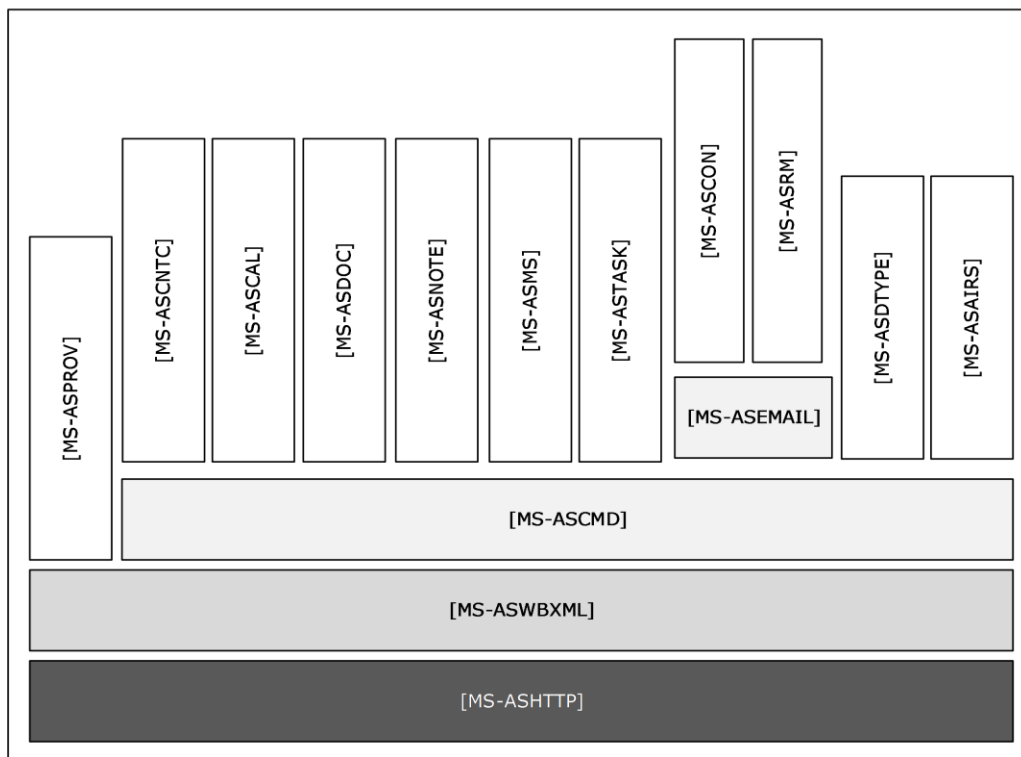 [MS-ASPROV]
[MS-ASCNTC]
[MS-ASCAL]
[MS-ASDOC]
[MS-ASNOTE]
[MS-ASMS]
[MS-ASTASK]
[MS-ASCON]
[MS-ASRM]
[MS-ASDTYPE]
[MS-ASAIRS]
[MS-ASEMAIL]
[MS-ASCMD]
[MS-ASWBXML]
[MS-ASHTTP]